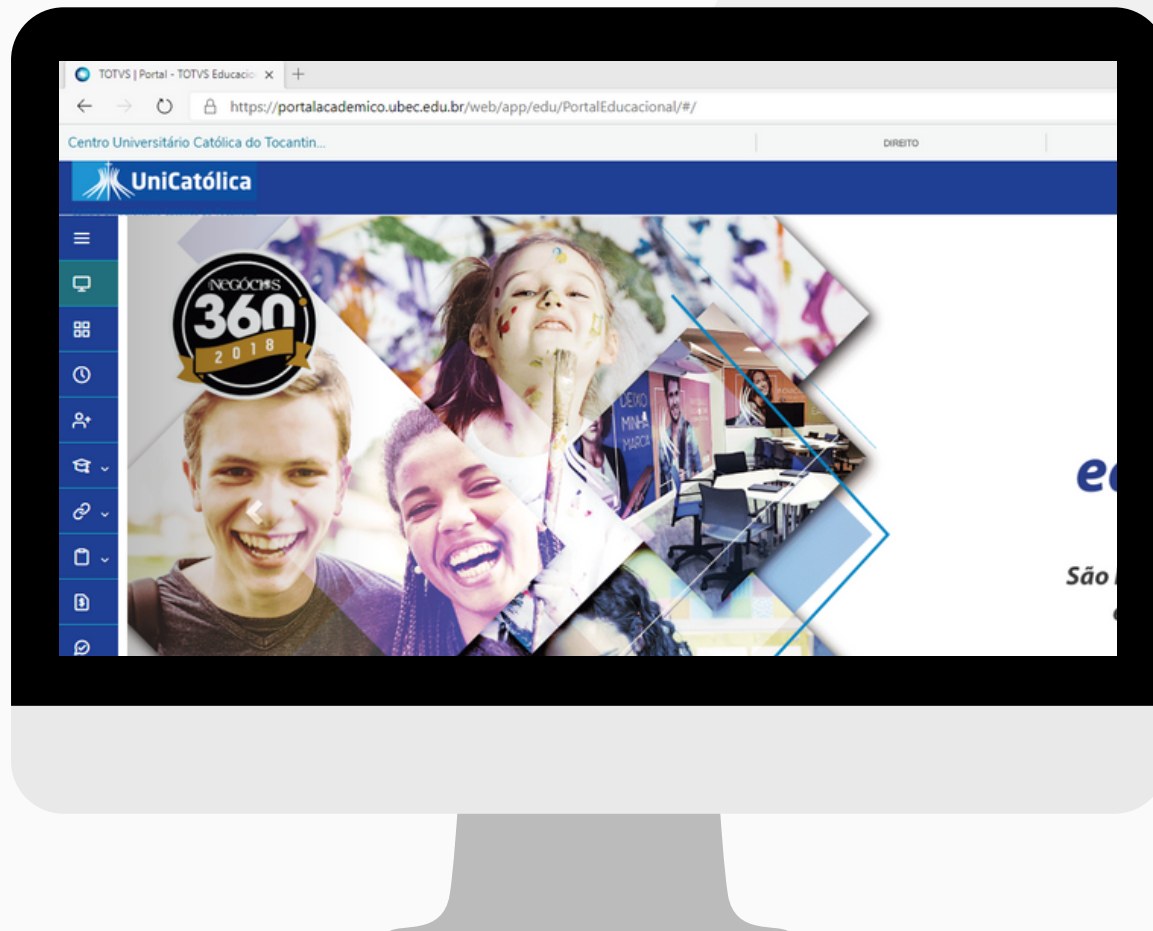 TOTVS | Portal - TOTVS Educacio
https://portalacademico.ubec.edu.br/web/app/edu/PortalEducacional/#/
Centro Universitário Católica do Tocantin...
DIREITO
UniCatólica
NEGÓCIOS
360°
2018
DEIXO
MINHA
MARCA
São